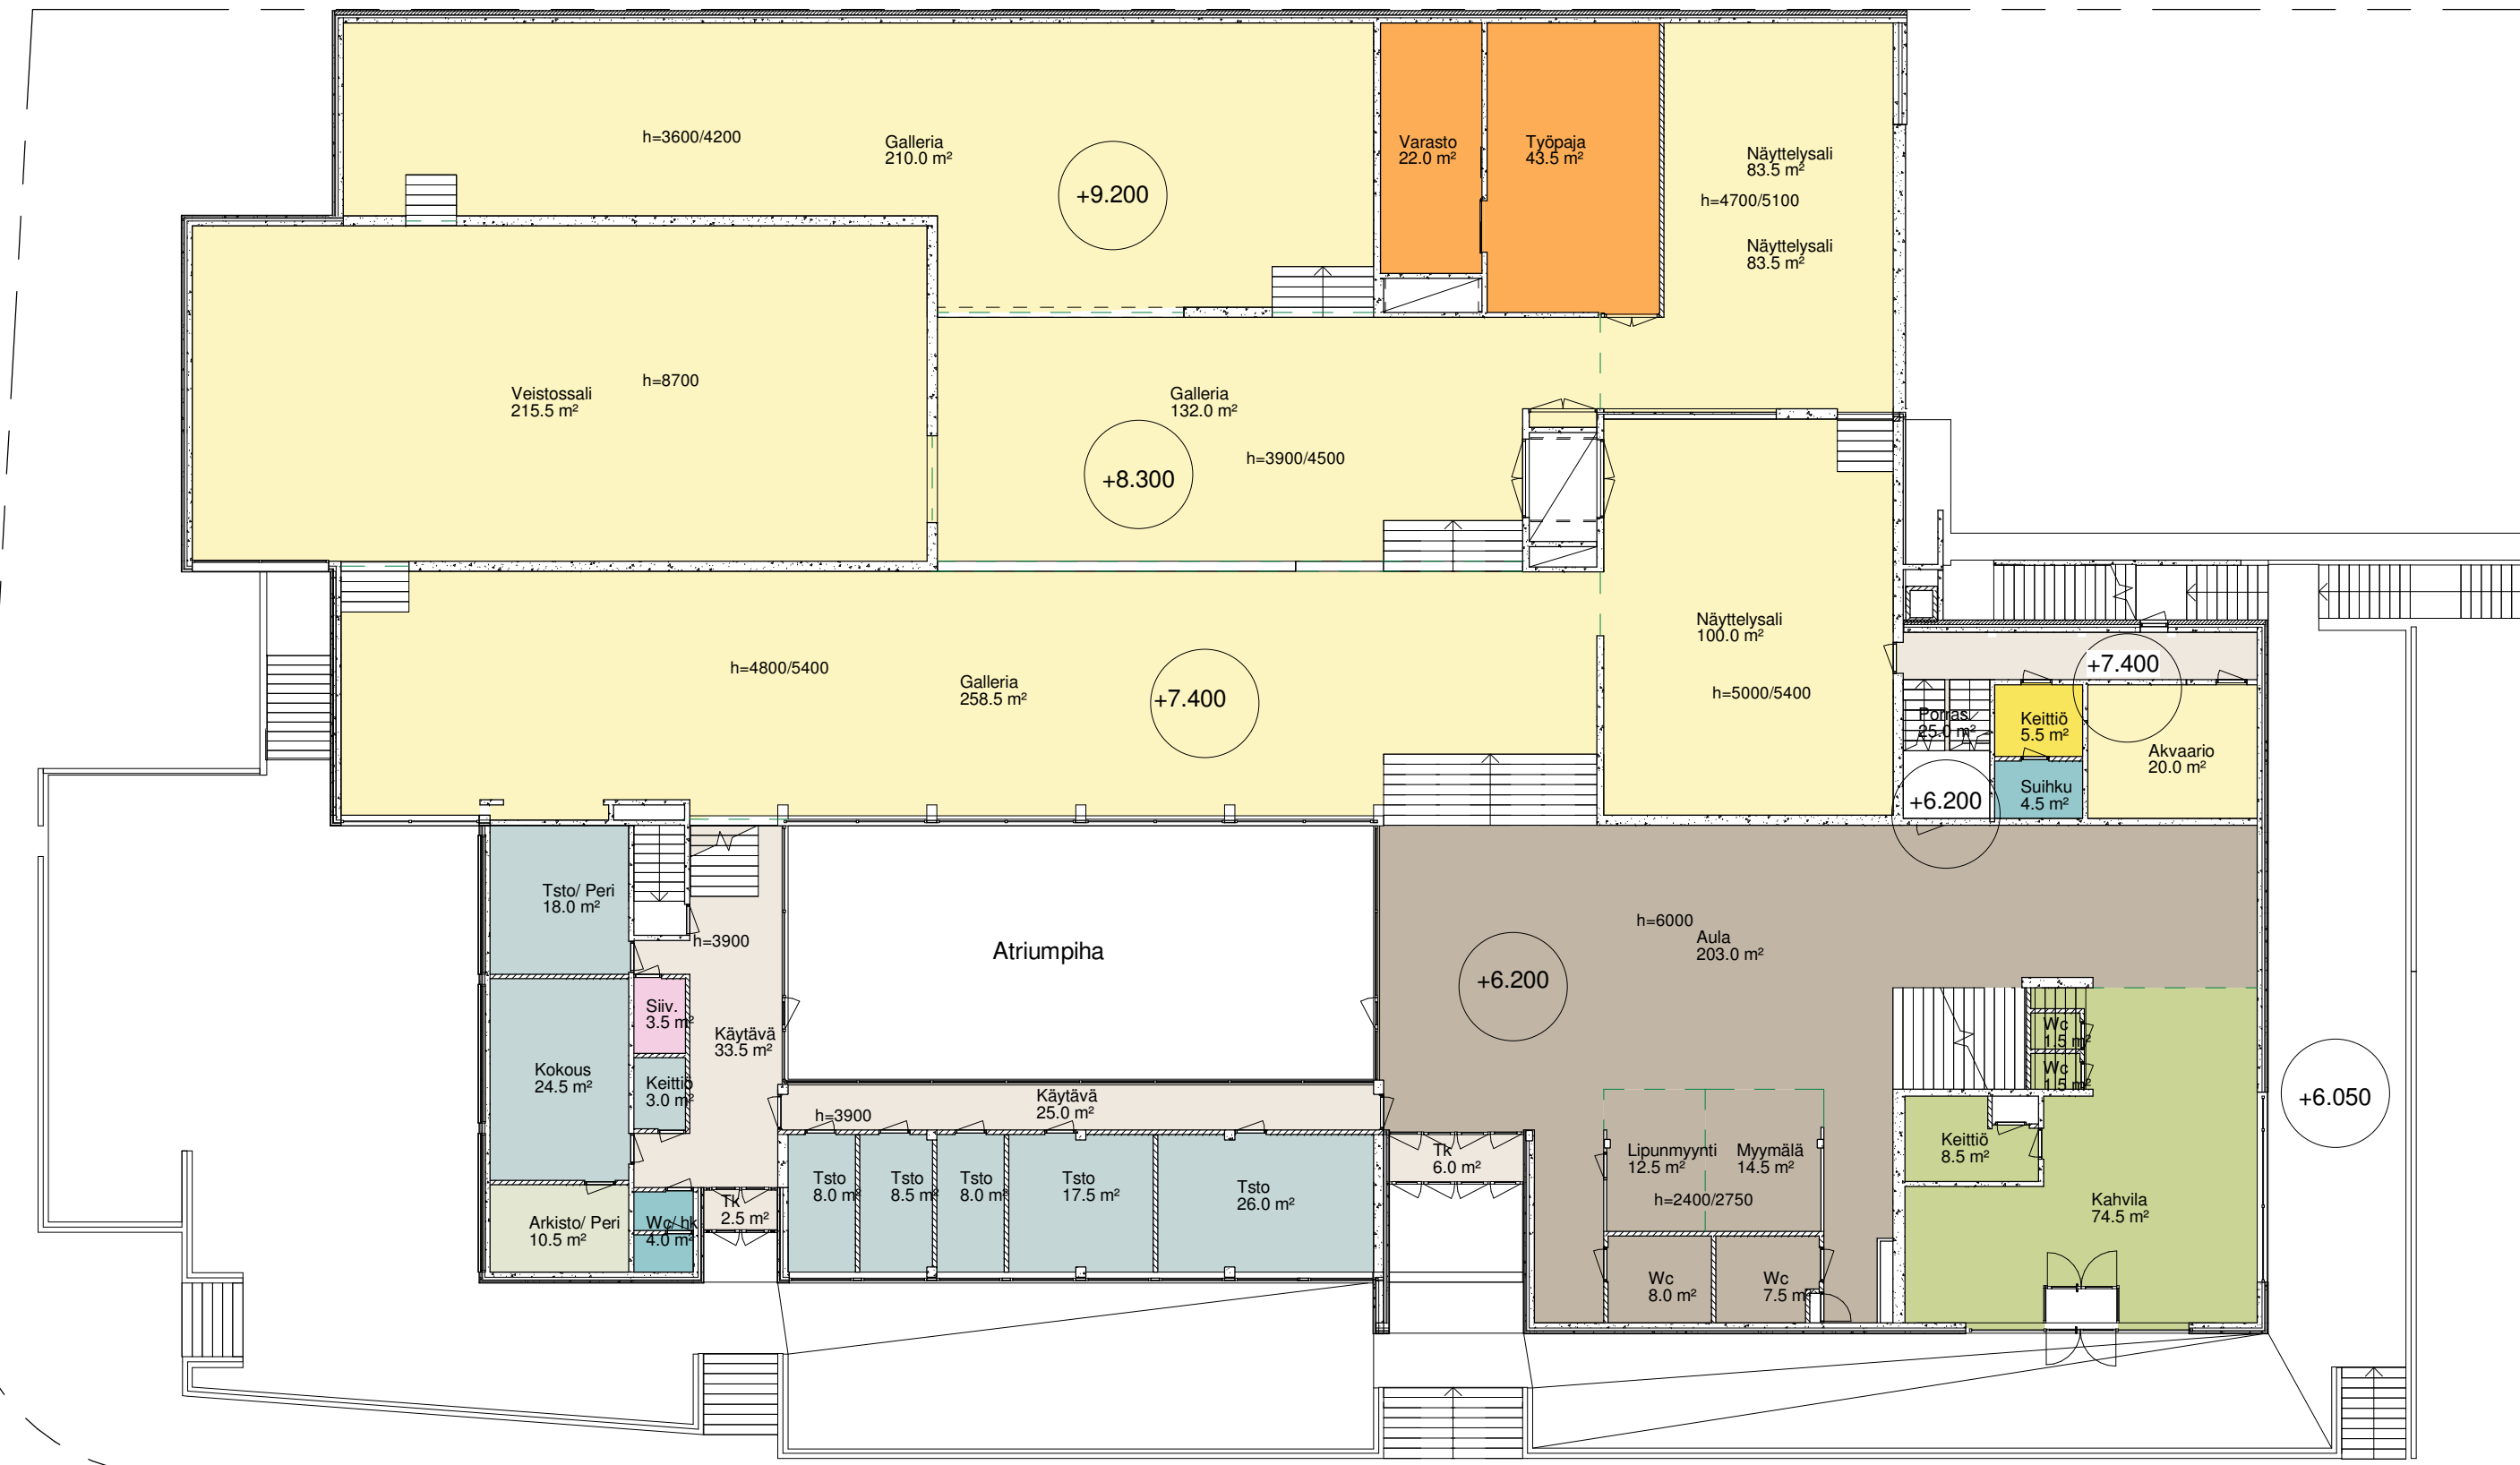 h=3600/4200
Galleria
210.0 m²
+9.200
Varasto
22.0 m²
Työpaja
43.5 m²
Näyttelysali
83.5 m²
h=4700/5100
Näyttelysali
83.5 m²
Veistossali
215.5 m²
h=8700
Galleria
132.0 m²
h=3900/4500
+8.300
h=4800/5400
Galleria
258.5 m²
+7.400
Näyttelysali
100.0 m²
h=5000/5400
+7.400
Porras
25.0 m²
Keittiö
5.5 m²
Akvaario
20.0 m²
Suihku
4.5 m²
+6.200
Tsto/ Peri
18.0 m²
h=3900
Atriumpiha
h=6000
Aula
203.0 m²
+6.200
Siiv.
3.5 m²
Käytävä
33.5 m²
Kokous
24.5 m²
Keittiö
3.0 m²
h=3900
Käytävä
25.0 m²
Wc
1.5 m²
Wc
1.5 m²
+6.050
Tsto
8.0 m²
Tsto
8.5 m²
Tsto
8.0 m²
Tsto
17.5 m²
Tsto
26.0 m²
Tk
6.0 m²
Lipunmyynti
12.5 m²
Myymälä
14.5 m²
h=2400/2750
Keittiö
8.5 m²
Kahvila
74.5 m²
Arkisto/ Peri
10.5 m²
Wc/ hk
4.0 m²
Tk
2.5 m²
Wc
8.0 m²
Wc
7.5 m²